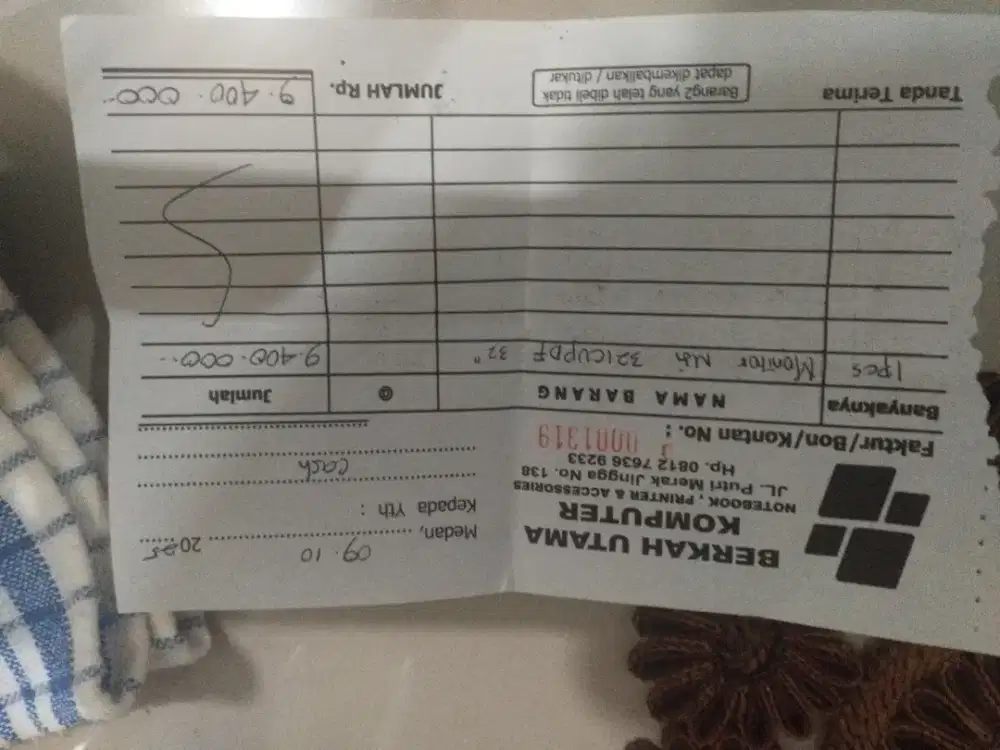 BERKAH UTAMA
KOMPUTER
NOTEBOOK , PRINTER & ACCESSORIES
JL. Putri Merak Jingga No. 138
Hp. 0812 7636 9233
Medan, 09.10 2025
Kepada Yth :
Cash
Faktur/Bon/Kontan No. : 0001319
Banyaknya NAMA BARANG @ Jumlah
1pcs Monitor 321CUPDF 32" 9.400.000
Tanda Terima
Barang2 yang telah dibeli tidak
dapat dikembalikan / ditukar
JUMLAH Rp. 9.400.000